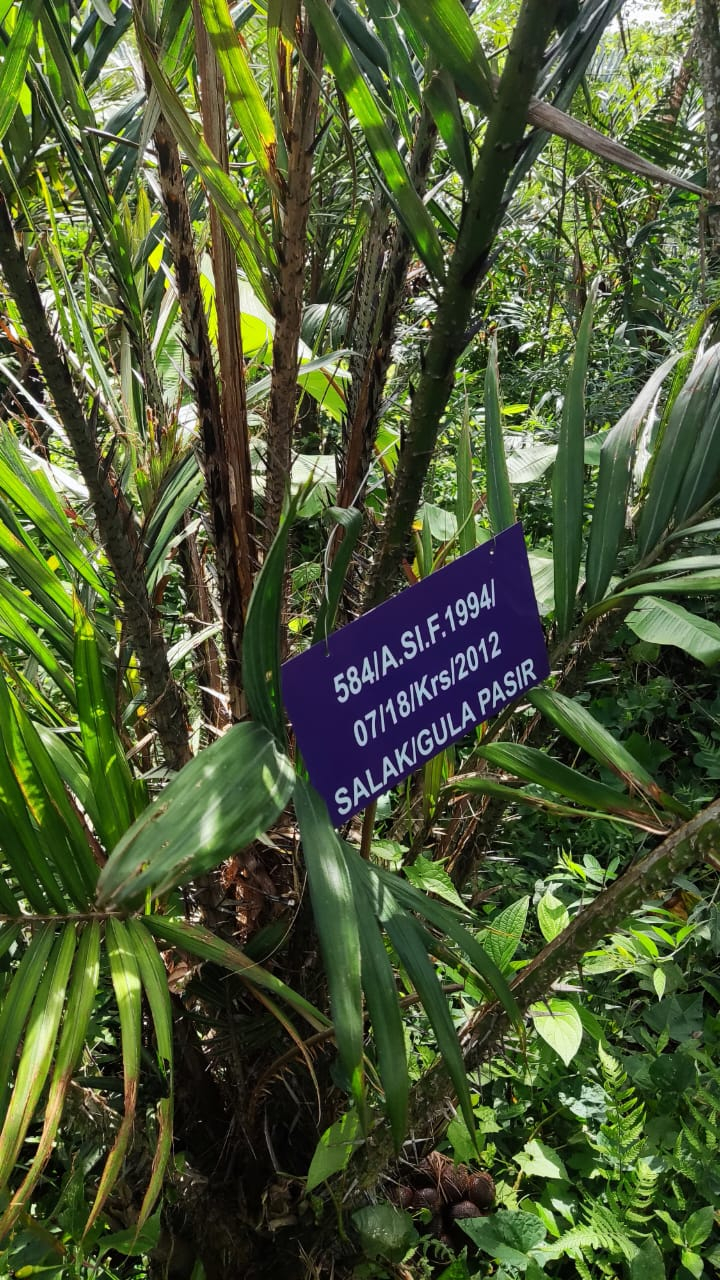 584/A.SI.F.1994/
07/18/Krs/2012
SALAK/GULA PASIR